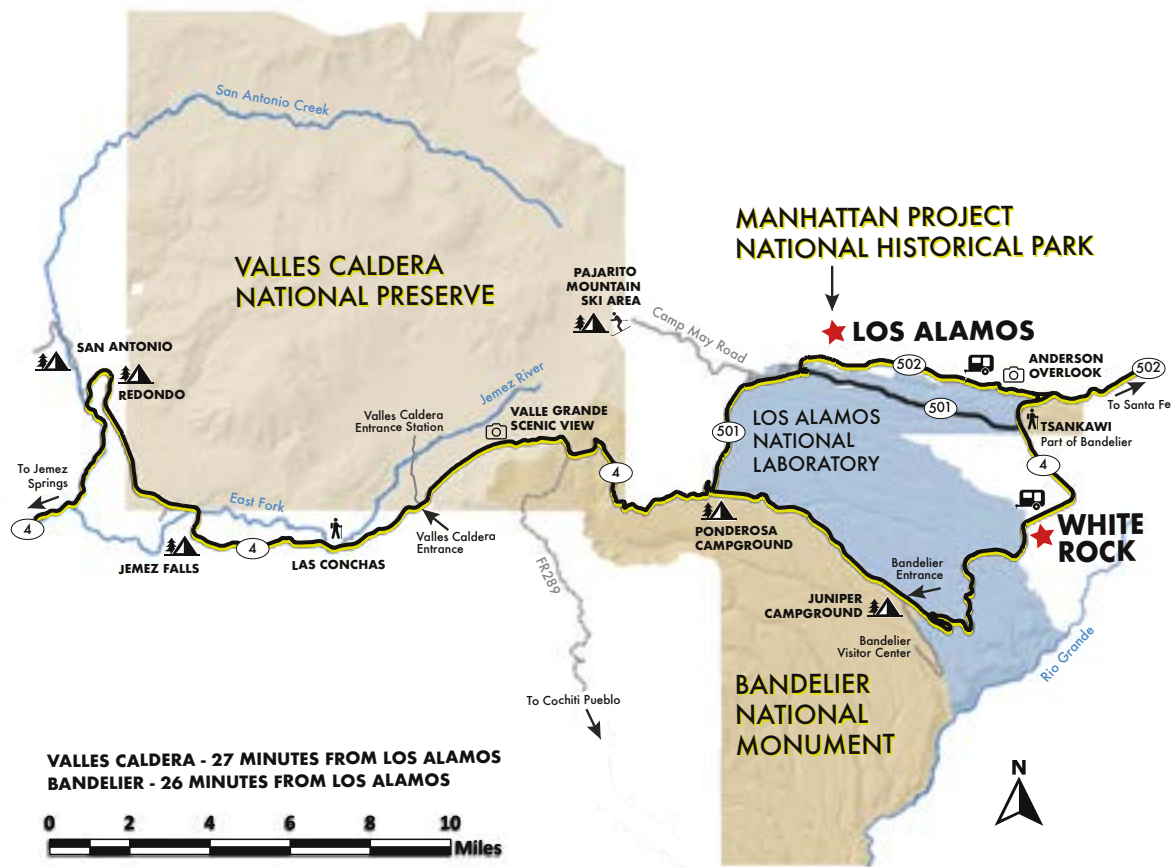 San Antonio Creek
MANHATTAN PROJECT
NATIONAL HISTORICAL PARK
VALLES CALDERA
NATIONAL PRESERVE
PAJARITO
MOUNTAIN
SKI AREA
Camp May Road
LOS ALAMOS
502
ANDERSON
OVERLOOK
502
To Santa Fe
SAN ANTONIO
REDONDO
Jemez River
Valles Caldera
Entrance Station
VALLE GRANDE
SCENIC VIEW
501
501
LOS ALAMOS
NATIONAL
LABORATORY
TSANKAWI
Part of Bandelier
4
4
To Jemez
Springs
4
East Fork
JEMEZ FALLS
4
LAS CONCHAS
Valles Caldera
Entrance
PONDEROSA
CAMPGROUND
WHITE
ROCK
FR289
Bandelier
Entrance
JUNIPER
CAMPGROUND
Bandelier
Visitor Center
Rio Grande
To Cochiti Pueblo
BANDELIER
NATIONAL
MONUMENT
VALLES CALDERA - 27 MINUTES FROM LOS ALAMOS
BANDELIER - 26 MINUTES FROM LOS ALAMOS
N
0 2 4 6 8 10
Miles